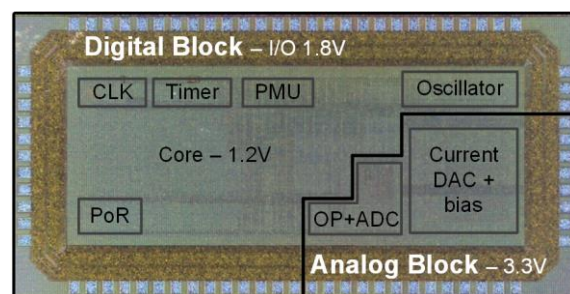 Digital Block – I/O 1.8V
CLK
Timer
PMU
Oscillator
Core – 1.2V
Current
DAC +
bias
PoR
OP+ADC
Analog Block – 3.3V